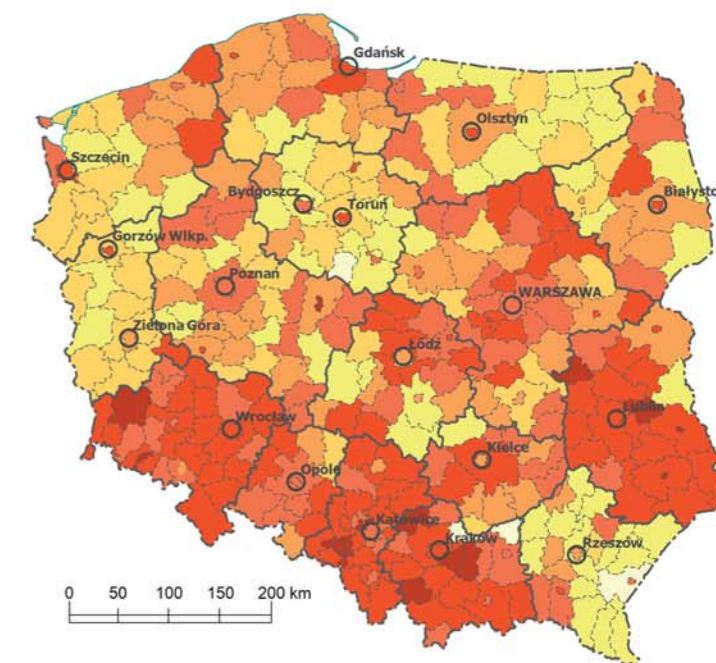 Gdańsk
Olsztyn
Szczecin
Bydgoszcz
Toruń
Białysto
Gorzów Wlkp.
Poznań
WARSZAWA
Zielona Góra
Łódź
Wrocław
Lublin
Opole
Kielce
Katowice
Kraków
Rzeszów
0 50 100 150 200 km